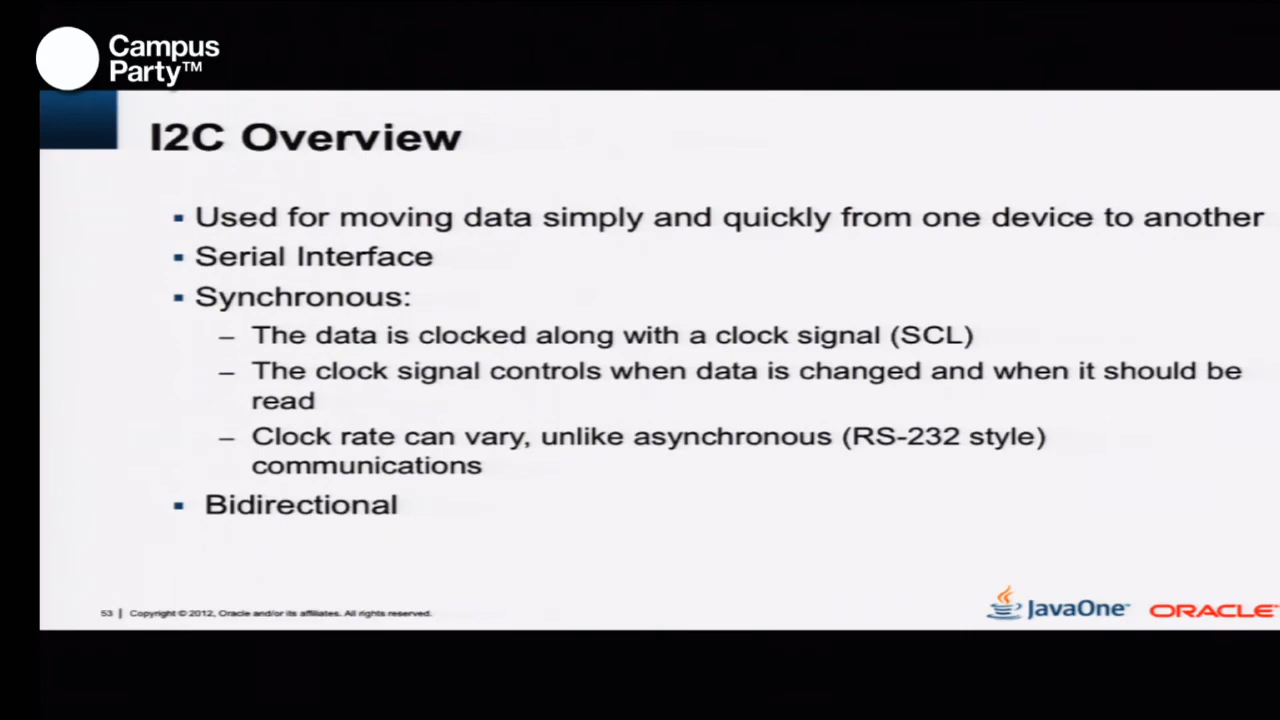 Campus
Party™
I2C Overview
▪ Used for moving data simply and quickly from one device to another
▪ Serial Interface
▪ Synchronous:
– The data is clocked along with a clock signal (SCL)
– The clock signal controls when data is changed and when it should be
read
– Clock rate can vary, unlike asynchronous (RS-232 style)
communications
▪ Bidirectional
53 | Copyright © 2012, Oracle and/or its affiliates. All rights reserved.
JavaOne™ ORACLE